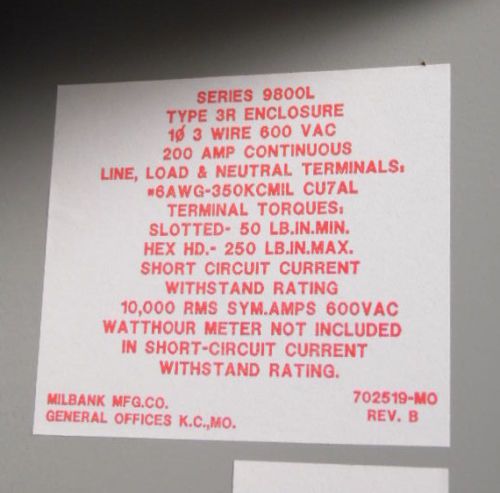 SERIES 9800L
TYPE 3R ENCLOSURE
1Ø 3 WIRE 600 VAC
200 AMP CONTINUOUS
LINE, LOAD & NEUTRAL TERMINALS:
#6AWG-350KCMIL CU7AL
TERMINAL TORQUES:
SLOTTED- 50 LB.IN.MIN.
HEX HD.- 250 LB.IN.MAX.
SHORT CIRCUIT CURRENT
WITHSTAND RATING
10,000 RMS SYM.AMPS 600VAC
WATTHOUR METER NOT INCLUDED
IN SHORT-CIRCUIT CURRENT
WITHSTAND RATING.
MILBANK MFG.CO.
GENERAL OFFICES K.C.,MO.
702519-MO
REV. B